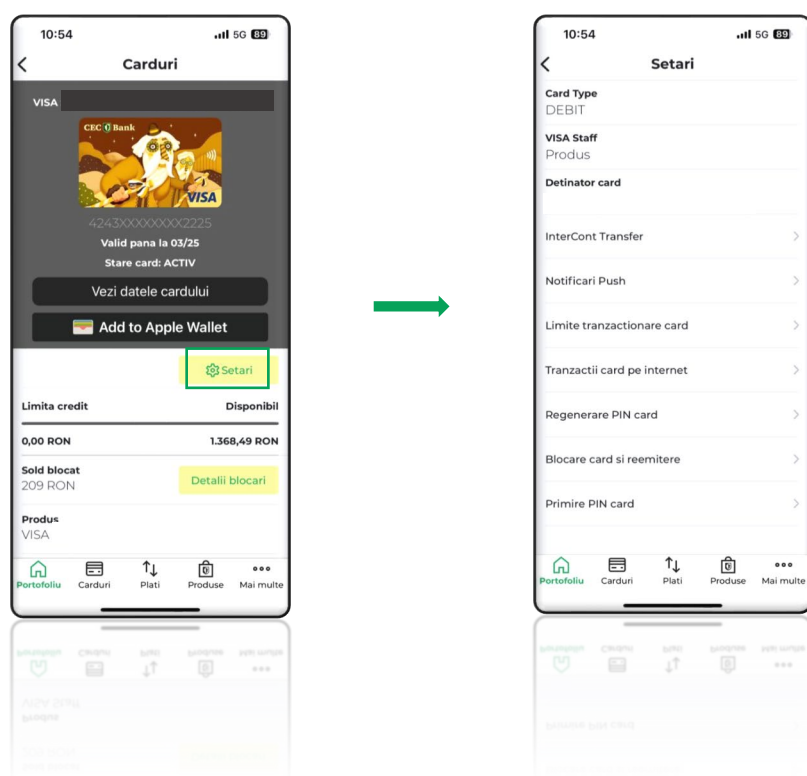 10:54
5G 89
Carduri
VISA
CEC Bank
VISA
4243XXXXXXXX2225
Valid pana la 03/25
Stare card: ACTIV
Vezi datele cardului
Add to Apple Wallet
Setari
Limita credit Disponibil
0,00 RON 1.368,49 RON
Sold blocat
209 RON
Detalii blocari
Produs
VISA
Portofoliu Carduri Plati Produse Mai multe
10:54
5G 89
Setari
Card Type
DEBIT
VISA Staff
Produs
Detinator card
InterCont Transfer
Notificari Push
Limite tranzactionare card
Tranzactii card pe internet
Regenerare PIN card
Blocare card si reemitere
Primire PIN card
Portofoliu Carduri Plati Produse Mai multe